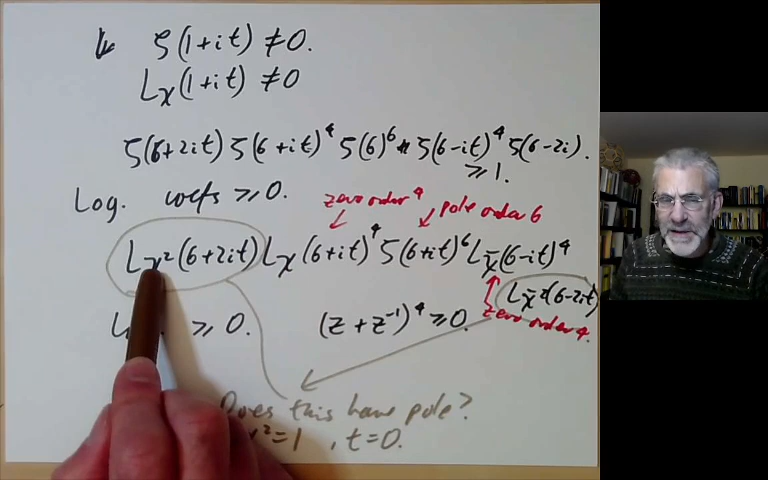 ζ(1+it) ≠ 0.
Lχ(1+it) ≠ 0
ζ(6+2it) ζ(6+it)⁴ ζ(6)⁶ * ζ(6-it)⁴ ζ(6-2i).
≥ 1.
Log. coefs ≥ 0.
zero order 4
pole order 6
Lχ²(6+2it) Lχ(6+it)⁴ ζ(6+it)⁶ Lχ̄(6-it)⁴
Lχ̄²(6-2it)
≥ 0. (z + z⁻¹)⁴ ≥ 0.
zero order 4.
Does this have pole?
²=1, t=0.